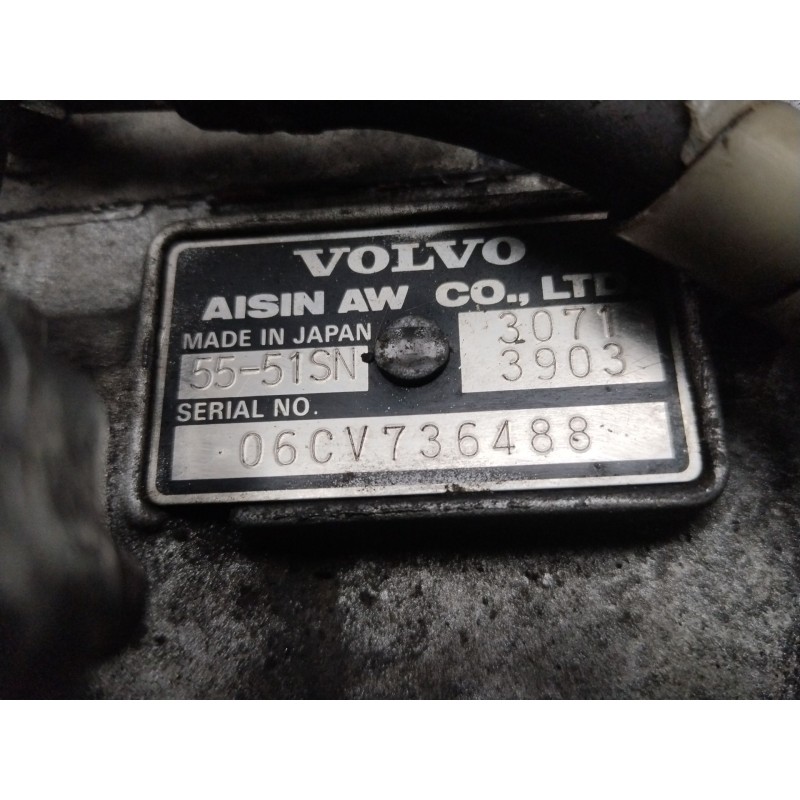 VOLVO
AISIN AW CO., LTD
MADE IN JAPAN 3071
55-51SN 3903
SERIAL NO.
06CV736488